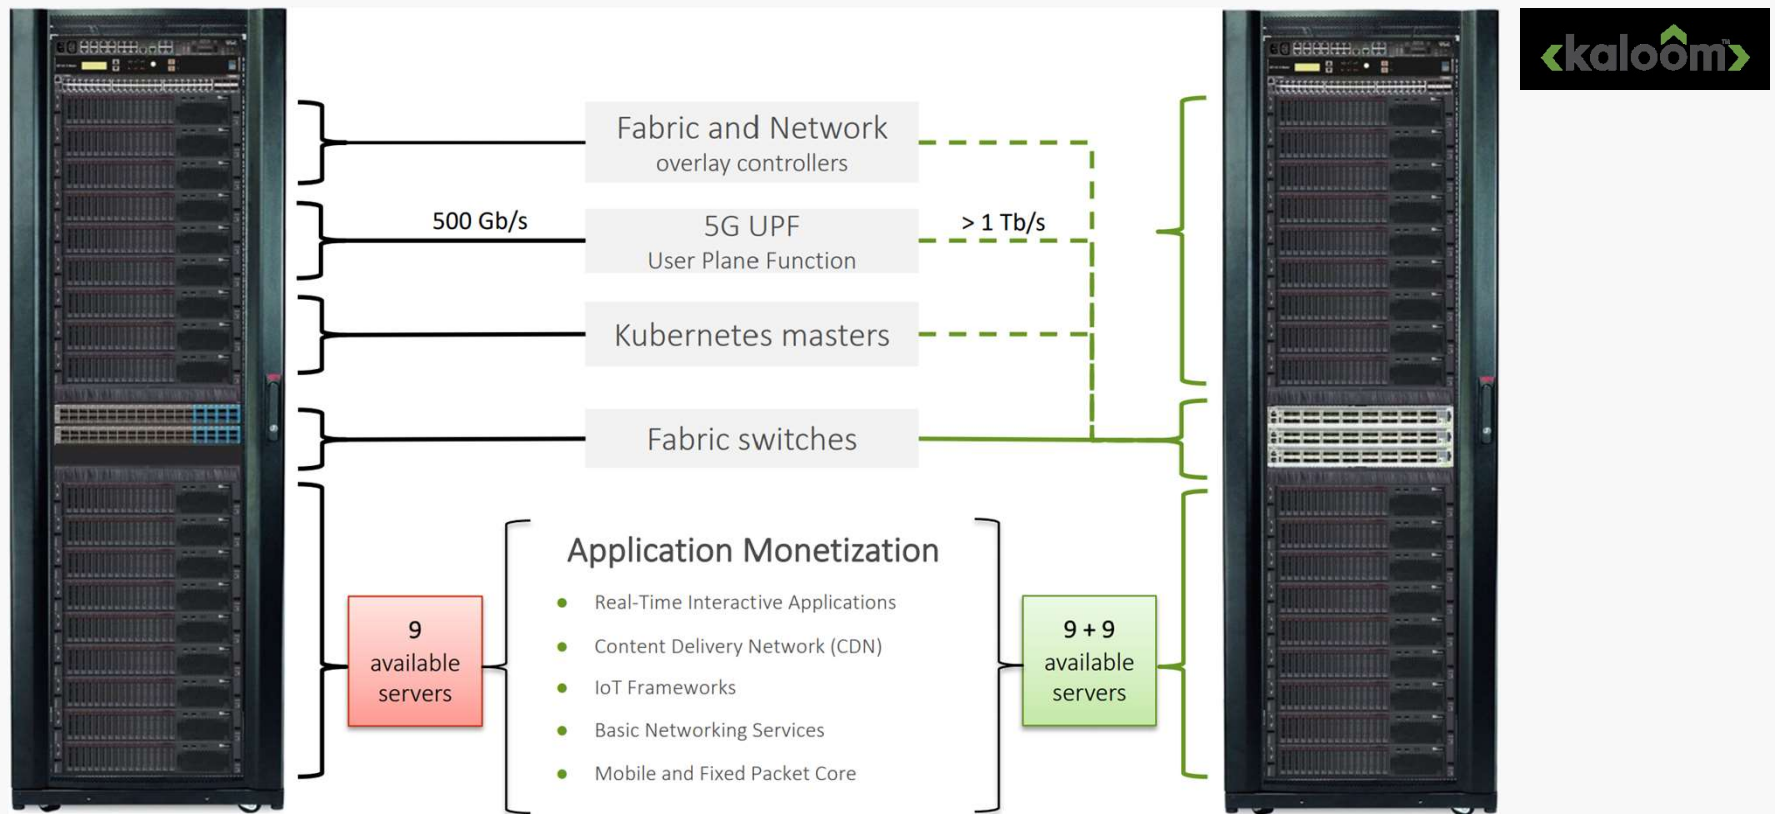 <kaloom>™
Fabric and Network
overlay controllers
500 Gb/s
5G UPF
User Plane Function
> 1 Tb/s
Kubernetes masters
Fabric switches
Application Monetization
● Real-Time Interactive Applications
● Content Delivery Network (CDN)
● IoT Frameworks
● Basic Networking Services
● Mobile and Fixed Packet Core
9
available
servers
9 + 9
available
servers